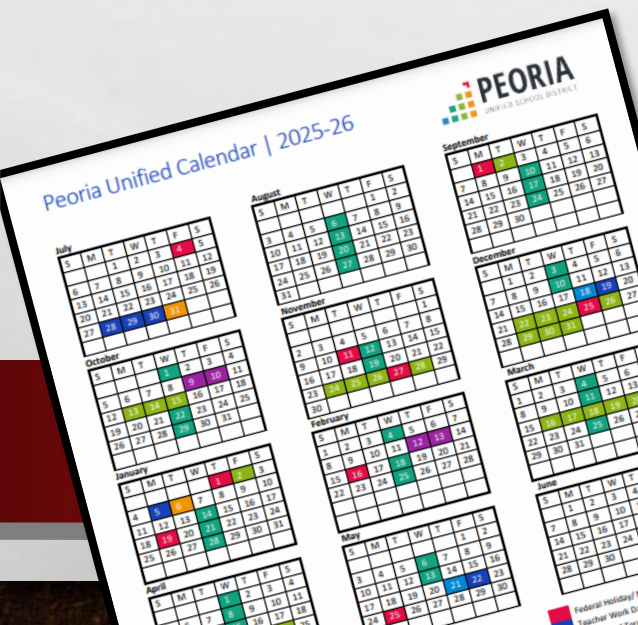 PEORIA
UNIFIED SCHOOL DISTRICT
Peoria Unified Calendar | 2025-26
July
S M T W T F S
1 2 3 4 5
6 7 8 9 10 11 12
13 14 15 16 17 18 19
20 21 22 23 24 25 26
27 28 29 30 31
August
S M T W T F S
1 2
3 4 5 6 7 8 9
10 11 12 13 14 15 16
17 18 19 20 21 22 23
24 25 26 27 28 29 30
31
September
S M T W T F S
1 2 3 4 5 6
7 8 9 10 11 12 13
14 15 16 17 18 19 20
21 22 23 24 25 26 27
28 29 30
October
S M T W T F S
1 2 3 4
5 6 7 8 9 10 11
12 13 14 15 16 17 18
19 20 21 22 23 24 25
26 27 28 29 30 31
November
S M T W T F S
1
2 3 4 5 6 7 8
9 10 11 12 13 14 15
16 17 18 19 20 21 22
23 24 25 26 27 28 29
30
December
S M T W T F S
1 2 3 4 5 6
7 8 9 10 11 12 13
14 15 16 17 18 19 20
21 22 23 24 25 26 27
28 29 30 31
January
S M T W T F S
1 2 3
4 5 6 7 8 9 10
11 12 13 14 15 16 17
18 19 20 21 22 23 24
25 26 27 28 29 30 31
February
S M T W T F S
1 2 3 4 5 6 7
8 9 10 11 12 13 14
15 16 17 18 19 20 21
22 23 24 25 26 27 28
March
S M T W T F
1 2 3 4 5 6
8 9 10 11 12 13
15 16 17 18 19 20
22 23 24 25 26
29 30 31
April
S M T W T F S
1 2 3 4
8 9 10 11
May
S M T W T F S
1 2
3 4 5 6 7 8 9
10 11 12 13 14 15 16
17 18 19 20 21 22 23
24 25 26 27 28 29 30
June
S M T W T
1 2 3 4
7 8 9 10 11
14 15 16 17
21 22 23 24
28 29 30
Federal Holiday/
Teacher Work